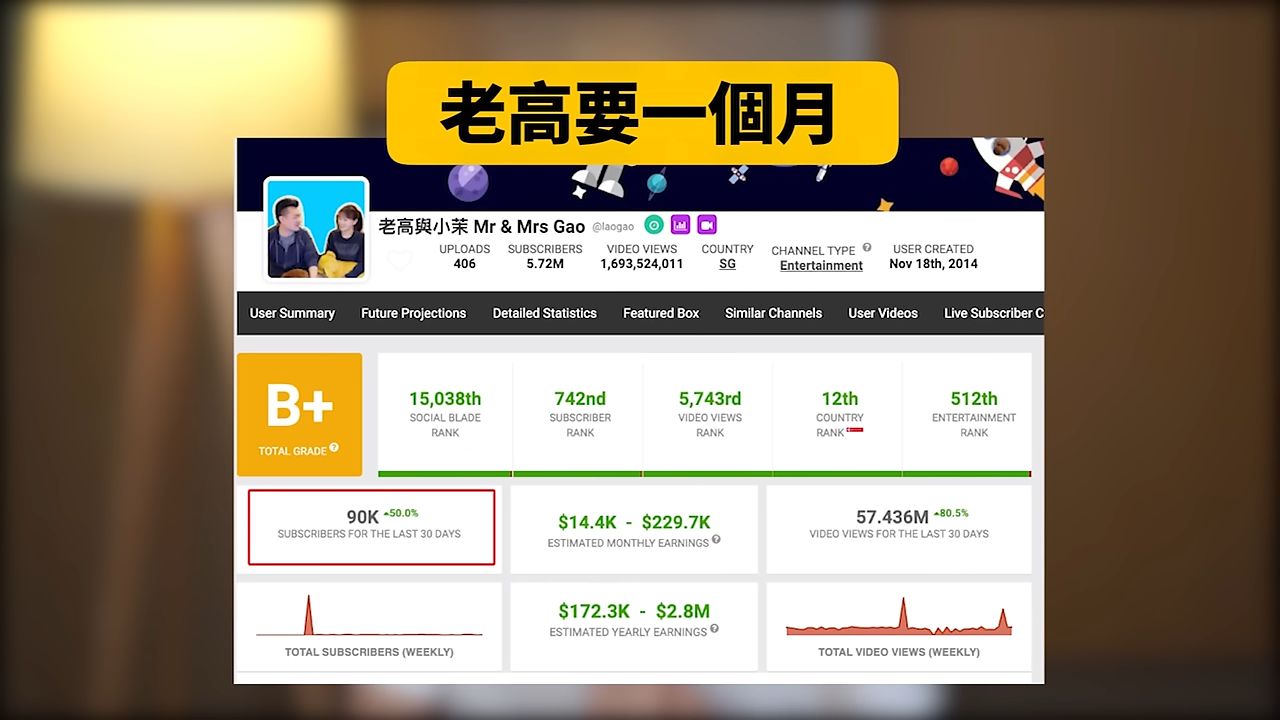 老高要一個月
老高與小茉 Mr & Mrs Gao @laogao
UPLOADS
406
SUBSCRIBERS
5.72M
VIDEO VIEWS
1,693,524,011
COUNTRY
SG
CHANNEL TYPE ?
Entertainment
USER CREATED
Nov 18th, 2014
User Summary Future Projections Detailed Statistics Featured Box Similar Channels User Videos Live Subscriber C
B+
TOTAL GRADE ?
15,038th
SOCIAL BLADE
RANK
742nd
SUBSCRIBER
RANK
5,743rd
VIDEO VIEWS
RANK
12th
COUNTRY
RANK
512th
ENTERTAINMENT
RANK
90K 50.0%
SUBSCRIBERS FOR THE LAST 30 DAYS
$14.4K - $229.7K
ESTIMATED MONTHLY EARNINGS ?
57.436M 80.5%
VIDEO VIEWS FOR THE LAST 30 DAYS
TOTAL SUBSCRIBERS (WEEKLY)
$172.3K - $2.8M
ESTIMATED YEARLY EARNINGS ?
TOTAL VIDEO VIEWS (WEEKLY)